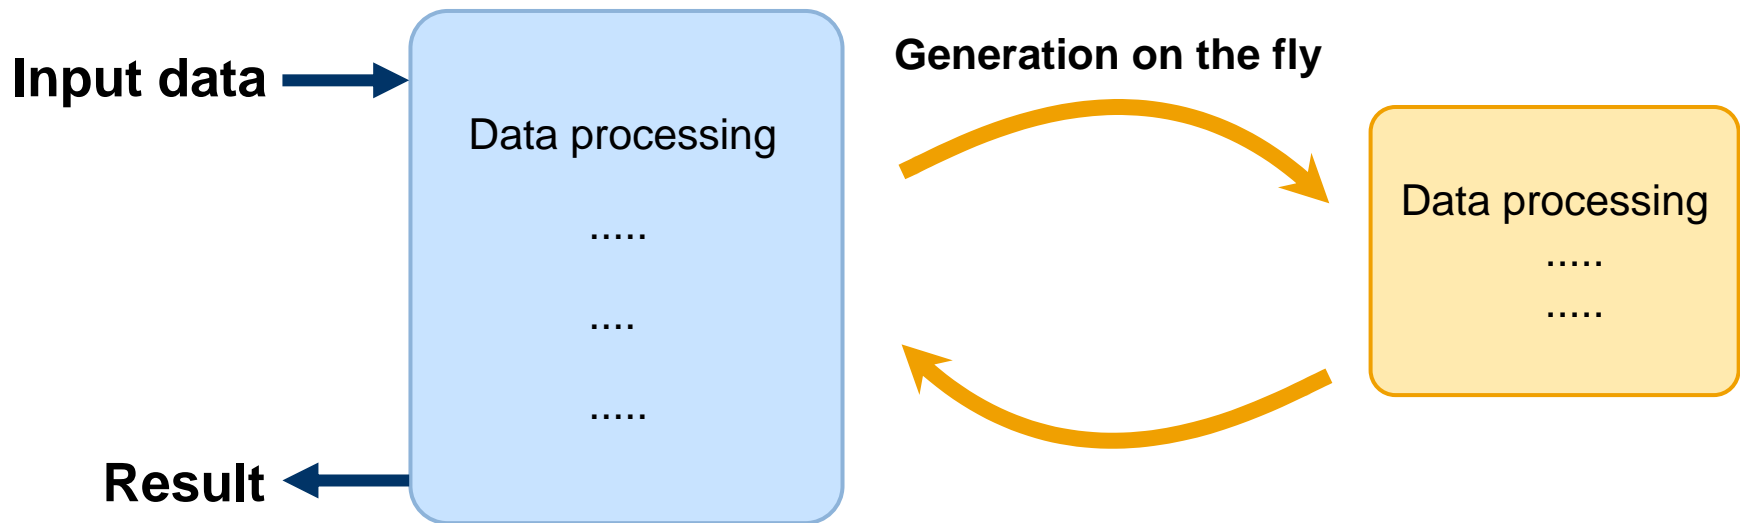 Input data
Data processing
.....
....
.....
Result
Generation on the fly
Data processing
.....
.....